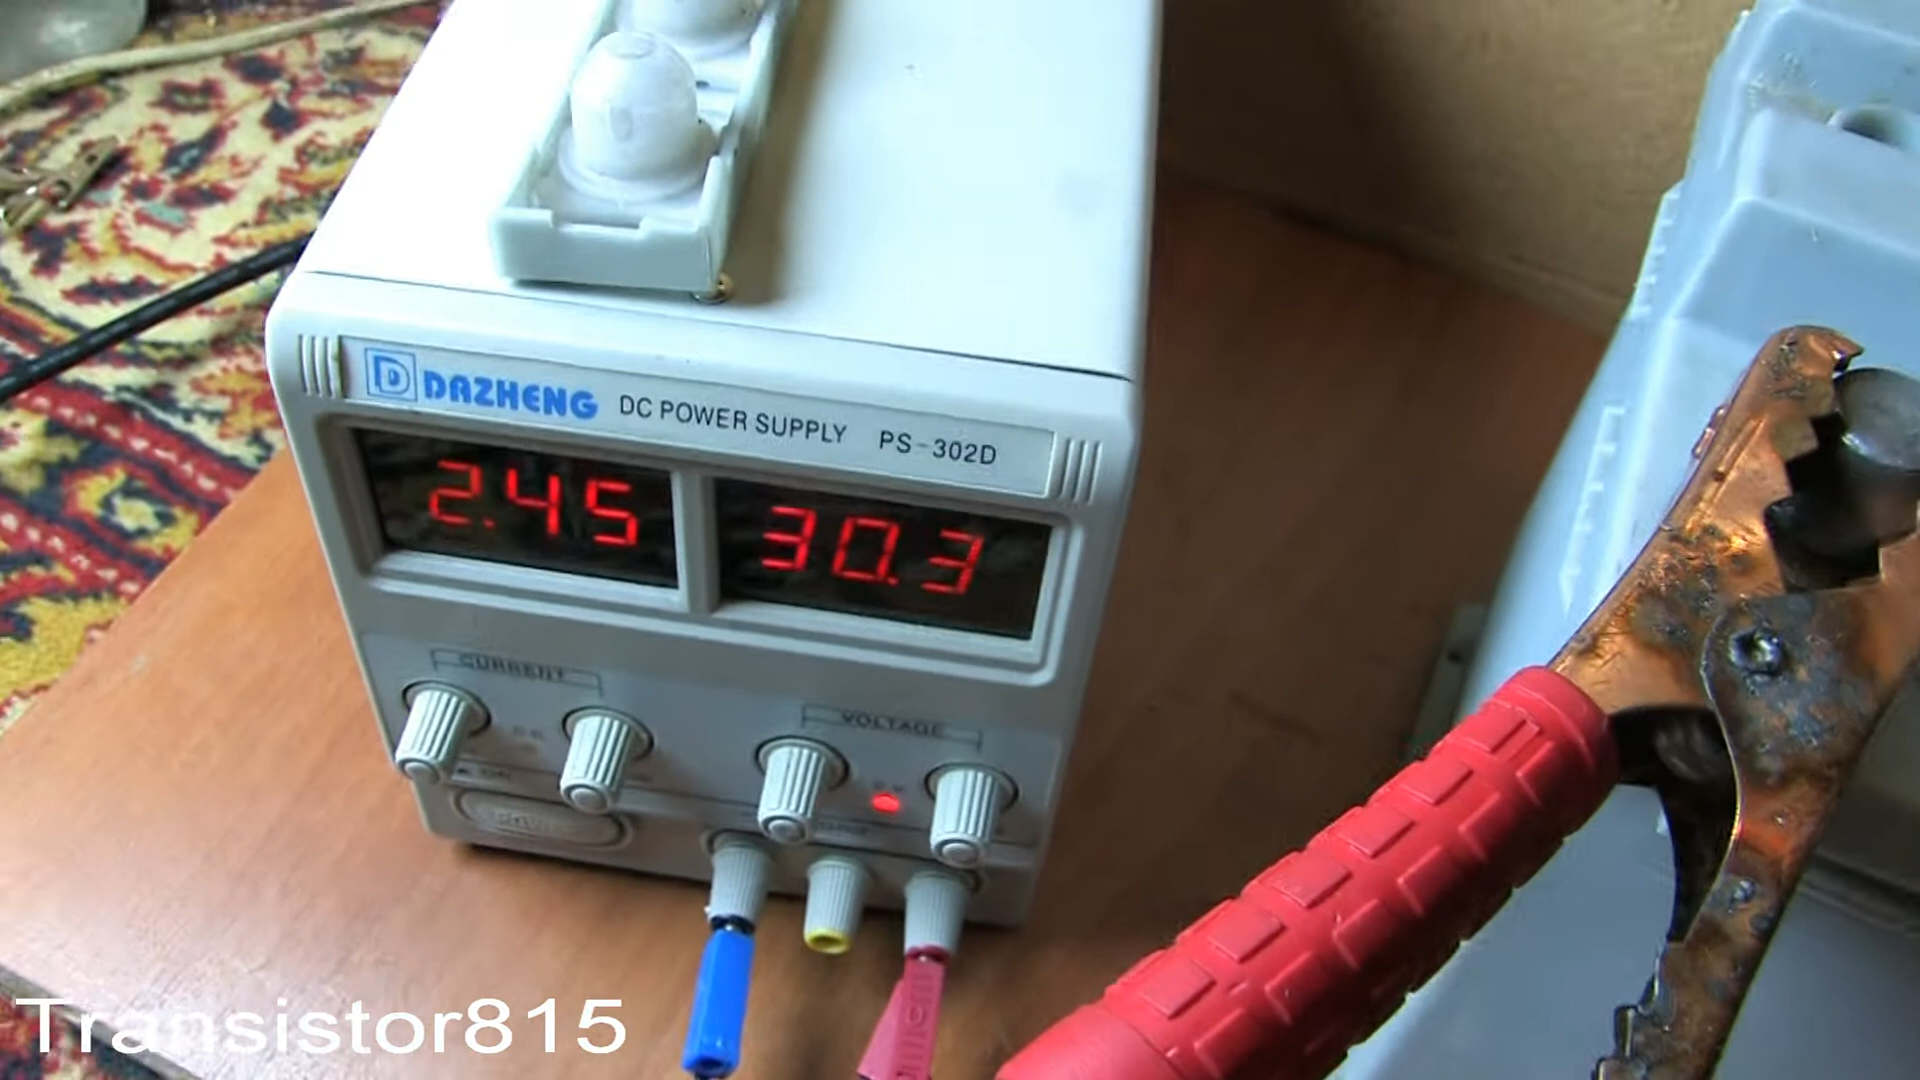 D DAZHENG DC POWER SUPPLY PS-302D
2.45 30.3
CURRENT
VOLTAGE
Transistor815